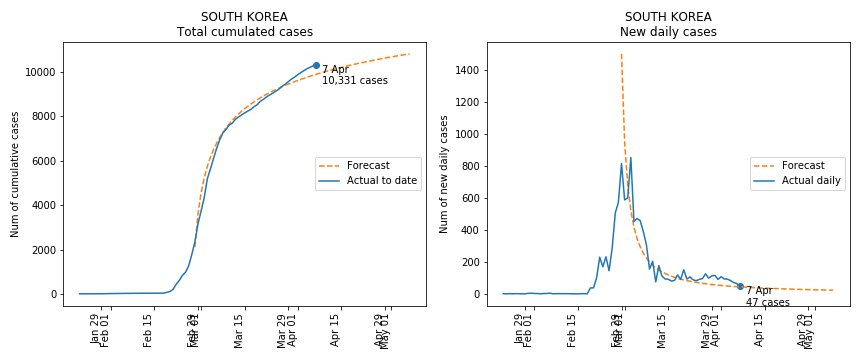 SOUTH KOREA
Total cumulated cases
Num of cumulative cases
10000
8000
6000
4000
2000
0
7 Apr
10,331 cases
Forecast
Actual to date
Jan 29
Feb 01
Feb 15
Feb 29
Mar 01
Mar 15
Mar 29
Apr 01
Apr 15
Apr 29
May 01
SOUTH KOREA
New daily cases
Num of new daily cases
1400
1200
1000
800
600
400
200
0
Forecast
Actual daily
7 Apr
47 cases
Jan 29
Feb 01
Feb 15
Feb 29
Mar 01
Mar 15
Mar 29
Apr 01
Apr 15
Apr 29
May 01